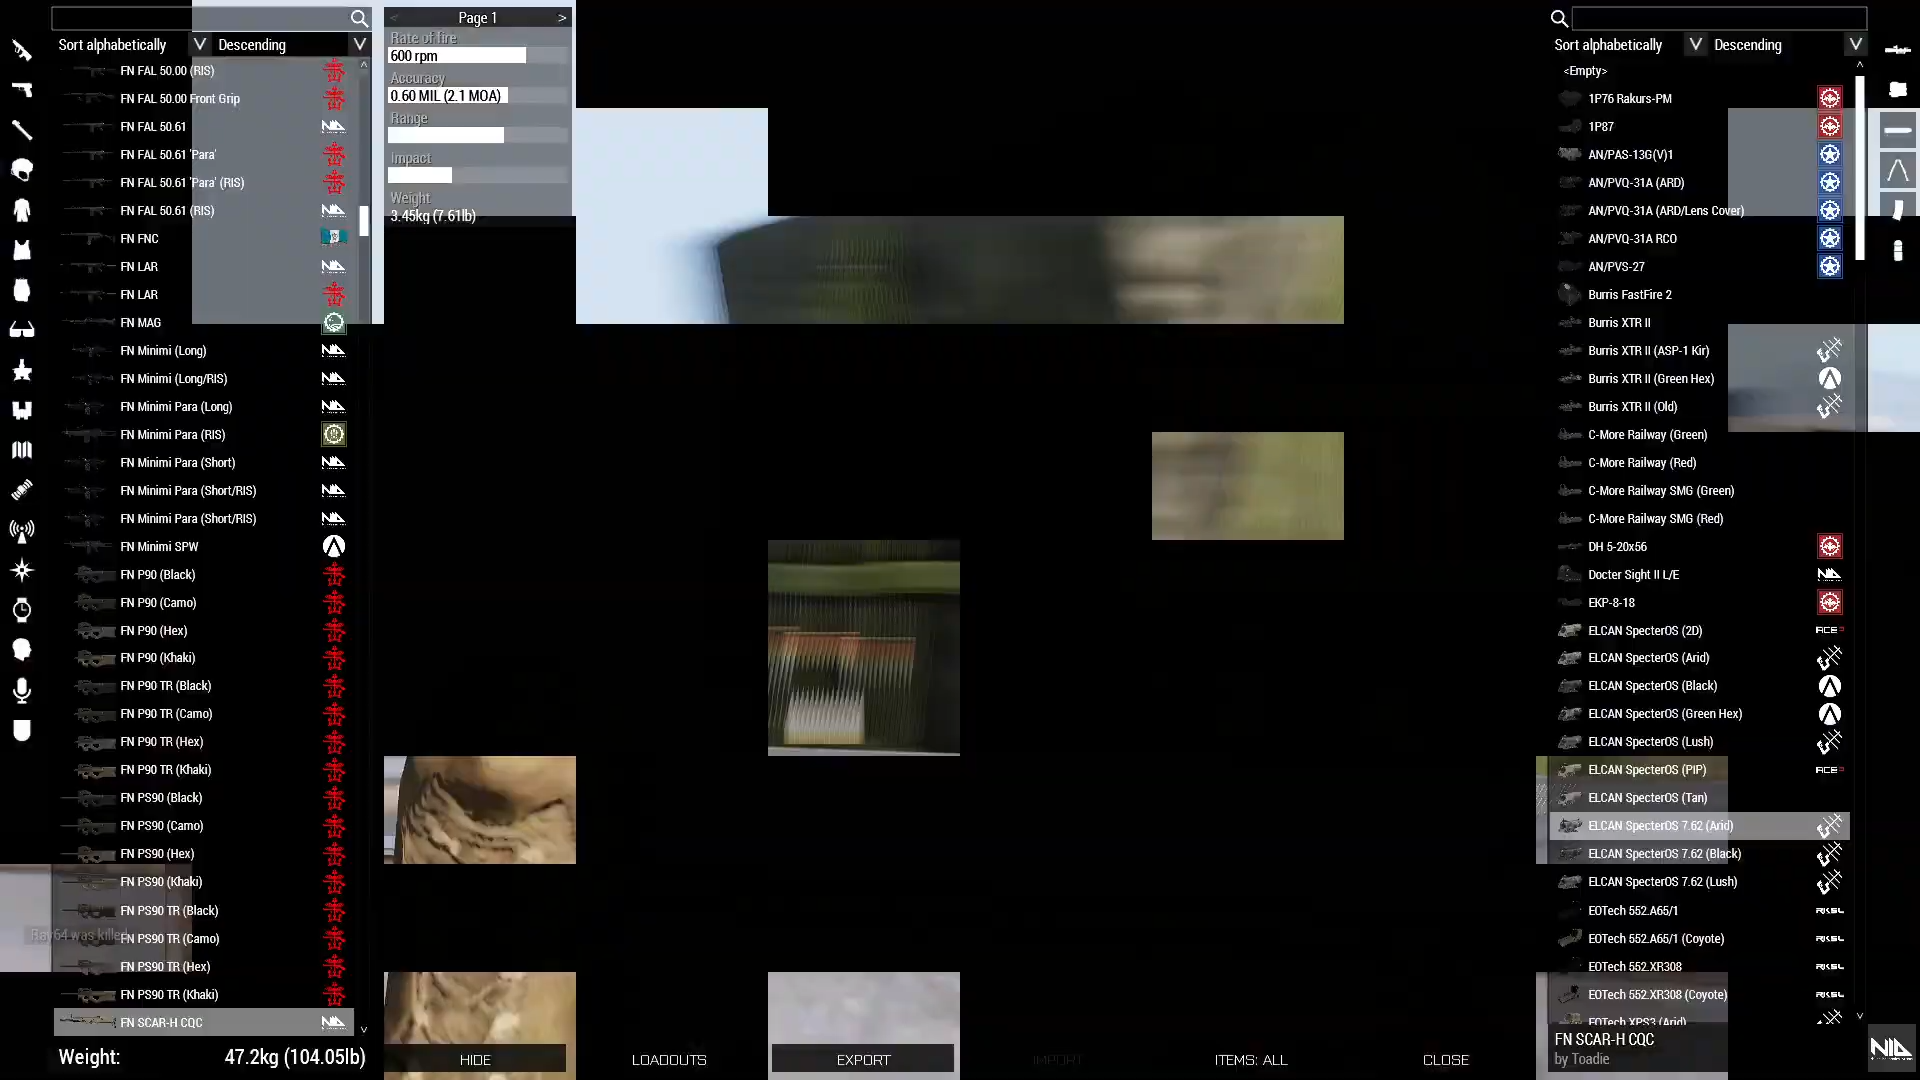 Sort alphabetically
Descending
FN FAL 50.00 (RIS)
FN FAL 50.00 Front Grip
FN FAL 50.61
FN FAL 50.61 'Para'
FN FAL 50.61 'Para' (RIS)
FN FAL 50.61 (RIS)
FN FNC
FN LAR
FN LAR
FN MAG
FN Minimi (Long)
FN Minimi (Long/RIS)
FN Minimi Para (Long)
FN Minimi Para (RIS)
FN Minimi Para (Short)
FN Minimi Para (Short/RIS)
FN Minimi Para (Short/RIS)
FN Minimi SPW
FN P90 (Black)
FN P90 (Camo)
FN P90 (Hex)
FN P90 (Khaki)
FN P90 TR (Black)
FN P90 TR (Camo)
FN P90 TR (Hex)
FN P90 TR (Khaki)
FN PS90 (Black)
FN PS90 (Camo)
FN PS90 (Hex)
FN PS90 (Khaki)
FN PS90 TR (Black)
FN PS90 TR (Camo)
FN PS90 TR (Hex)
FN PS90 TR (Khaki)
FN SCAR-H CQC
Ray64 was killed
Weight:
47.2kg (104.05lb)
< Page 1 >
Rate of fire
600 rpm
Accuracy
0.60 MIL (2.1 MOA)
Range
Impact
Weight
3.45kg (7.61lb)
HIDE
LOADOUTS
EXPORT
IMPORT
ITEMS: ALL
CLOSE
Sort alphabetically
Descending
<Empty>
1P76 Rakurs-PM
1P87
AN/PAS-13G(V)1
AN/PVQ-31A (ARD)
AN/PVQ-31A (ARD/Lens Cover)
AN/PVQ-31A RCO
AN/PVS-27
Burris FastFire 2
Burris XTR II
Burris XTR II (ASP-1 Kir)
Burris XTR II (Green Hex)
Burris XTR II (Old)
C-More Railway (Green)
C-More Railway (Red)
C-More Railway SMG (Green)
C-More Railway SMG (Red)
DH 5-20x56
Docter Sight II L/E
EKP-8-18
ELCAN SpecterOS (2D)
ACE3
ELCAN SpecterOS (Arid)
ELCAN SpecterOS (Black)
ELCAN SpecterOS (Green Hex)
ELCAN SpecterOS (Lush)
ELCAN SpecterOS (PIP)
ACE3
ELCAN SpecterOS (Tan)
ELCAN SpecterOS 7.62 (Arid)
ELCAN SpecterOS 7.62 (Black)
ELCAN SpecterOS 7.62 (Lush)
EOTech 552.A65/1
RKSL
EOTech 552.A65/1 (Coyote)
RKSL
EOTech 552.XR308
RKSL
EOTech 552.XR308 (Coyote)
RKSL
EOTech XPS3 (Arid)
FN SCAR-H CQC
by Toadie